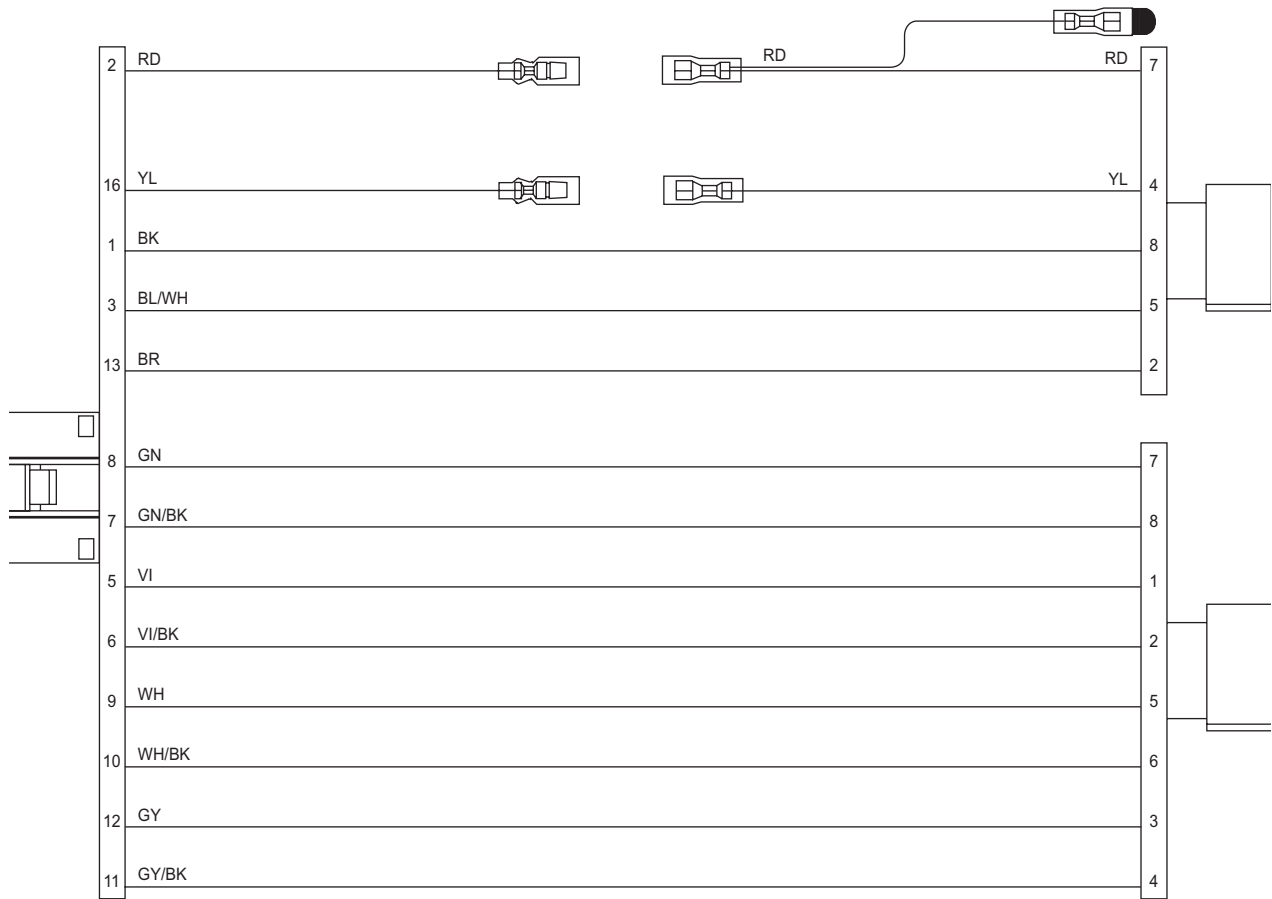 2 RD RD RD 7
16 YL YL 4
1 BK 8
3 BL/WH 5
13 BR 2
8 GN 7
7 GN/BK 8
5 VI 1
6 VI/BK 2
9 WH 5
10 WH/BK 6
12 GY 3
11 GY/BK 4